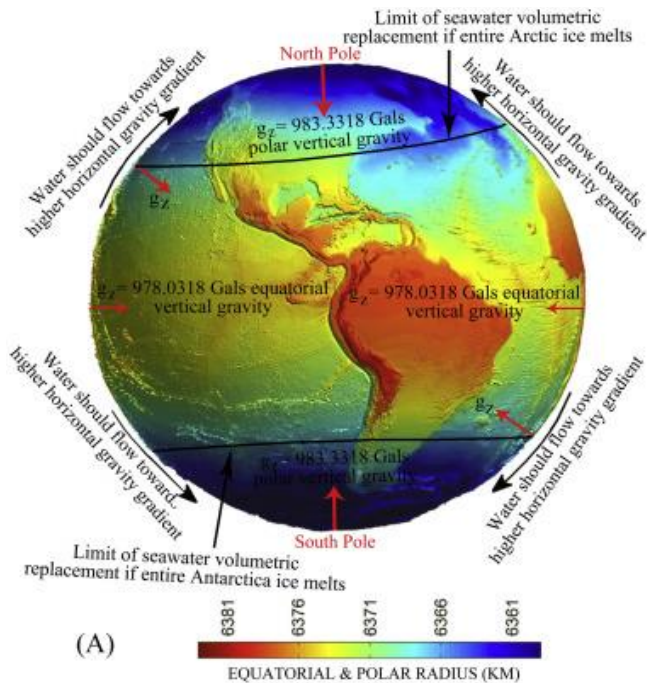 Limit of seawater volumetric
replacement if entire Arctic ice melts
North Pole
Water should flow towards
higher horizontal gravity gradient
Water should flow towards
higher horizontal gravity gradient
gz= 983.3318 Gals
polar vertical gravity
gz
gz= 978.0318 Gals equatorial
vertical gravity
gz= 978.0318 Gals equatorial
vertical gravity
gz
Water should flow toward..
higher horizontal gravity gradient
Water should flow towards
higher horizontal gravity gradient
gz= 983.3318 Gals
polar vertical gravity
South Pole
Limit of seawater volumetric
replacement if entire Antarctica ice melts
(A)
6381 6376 6371 6366 6361
EQUATORIAL & POLAR RADIUS (KM)